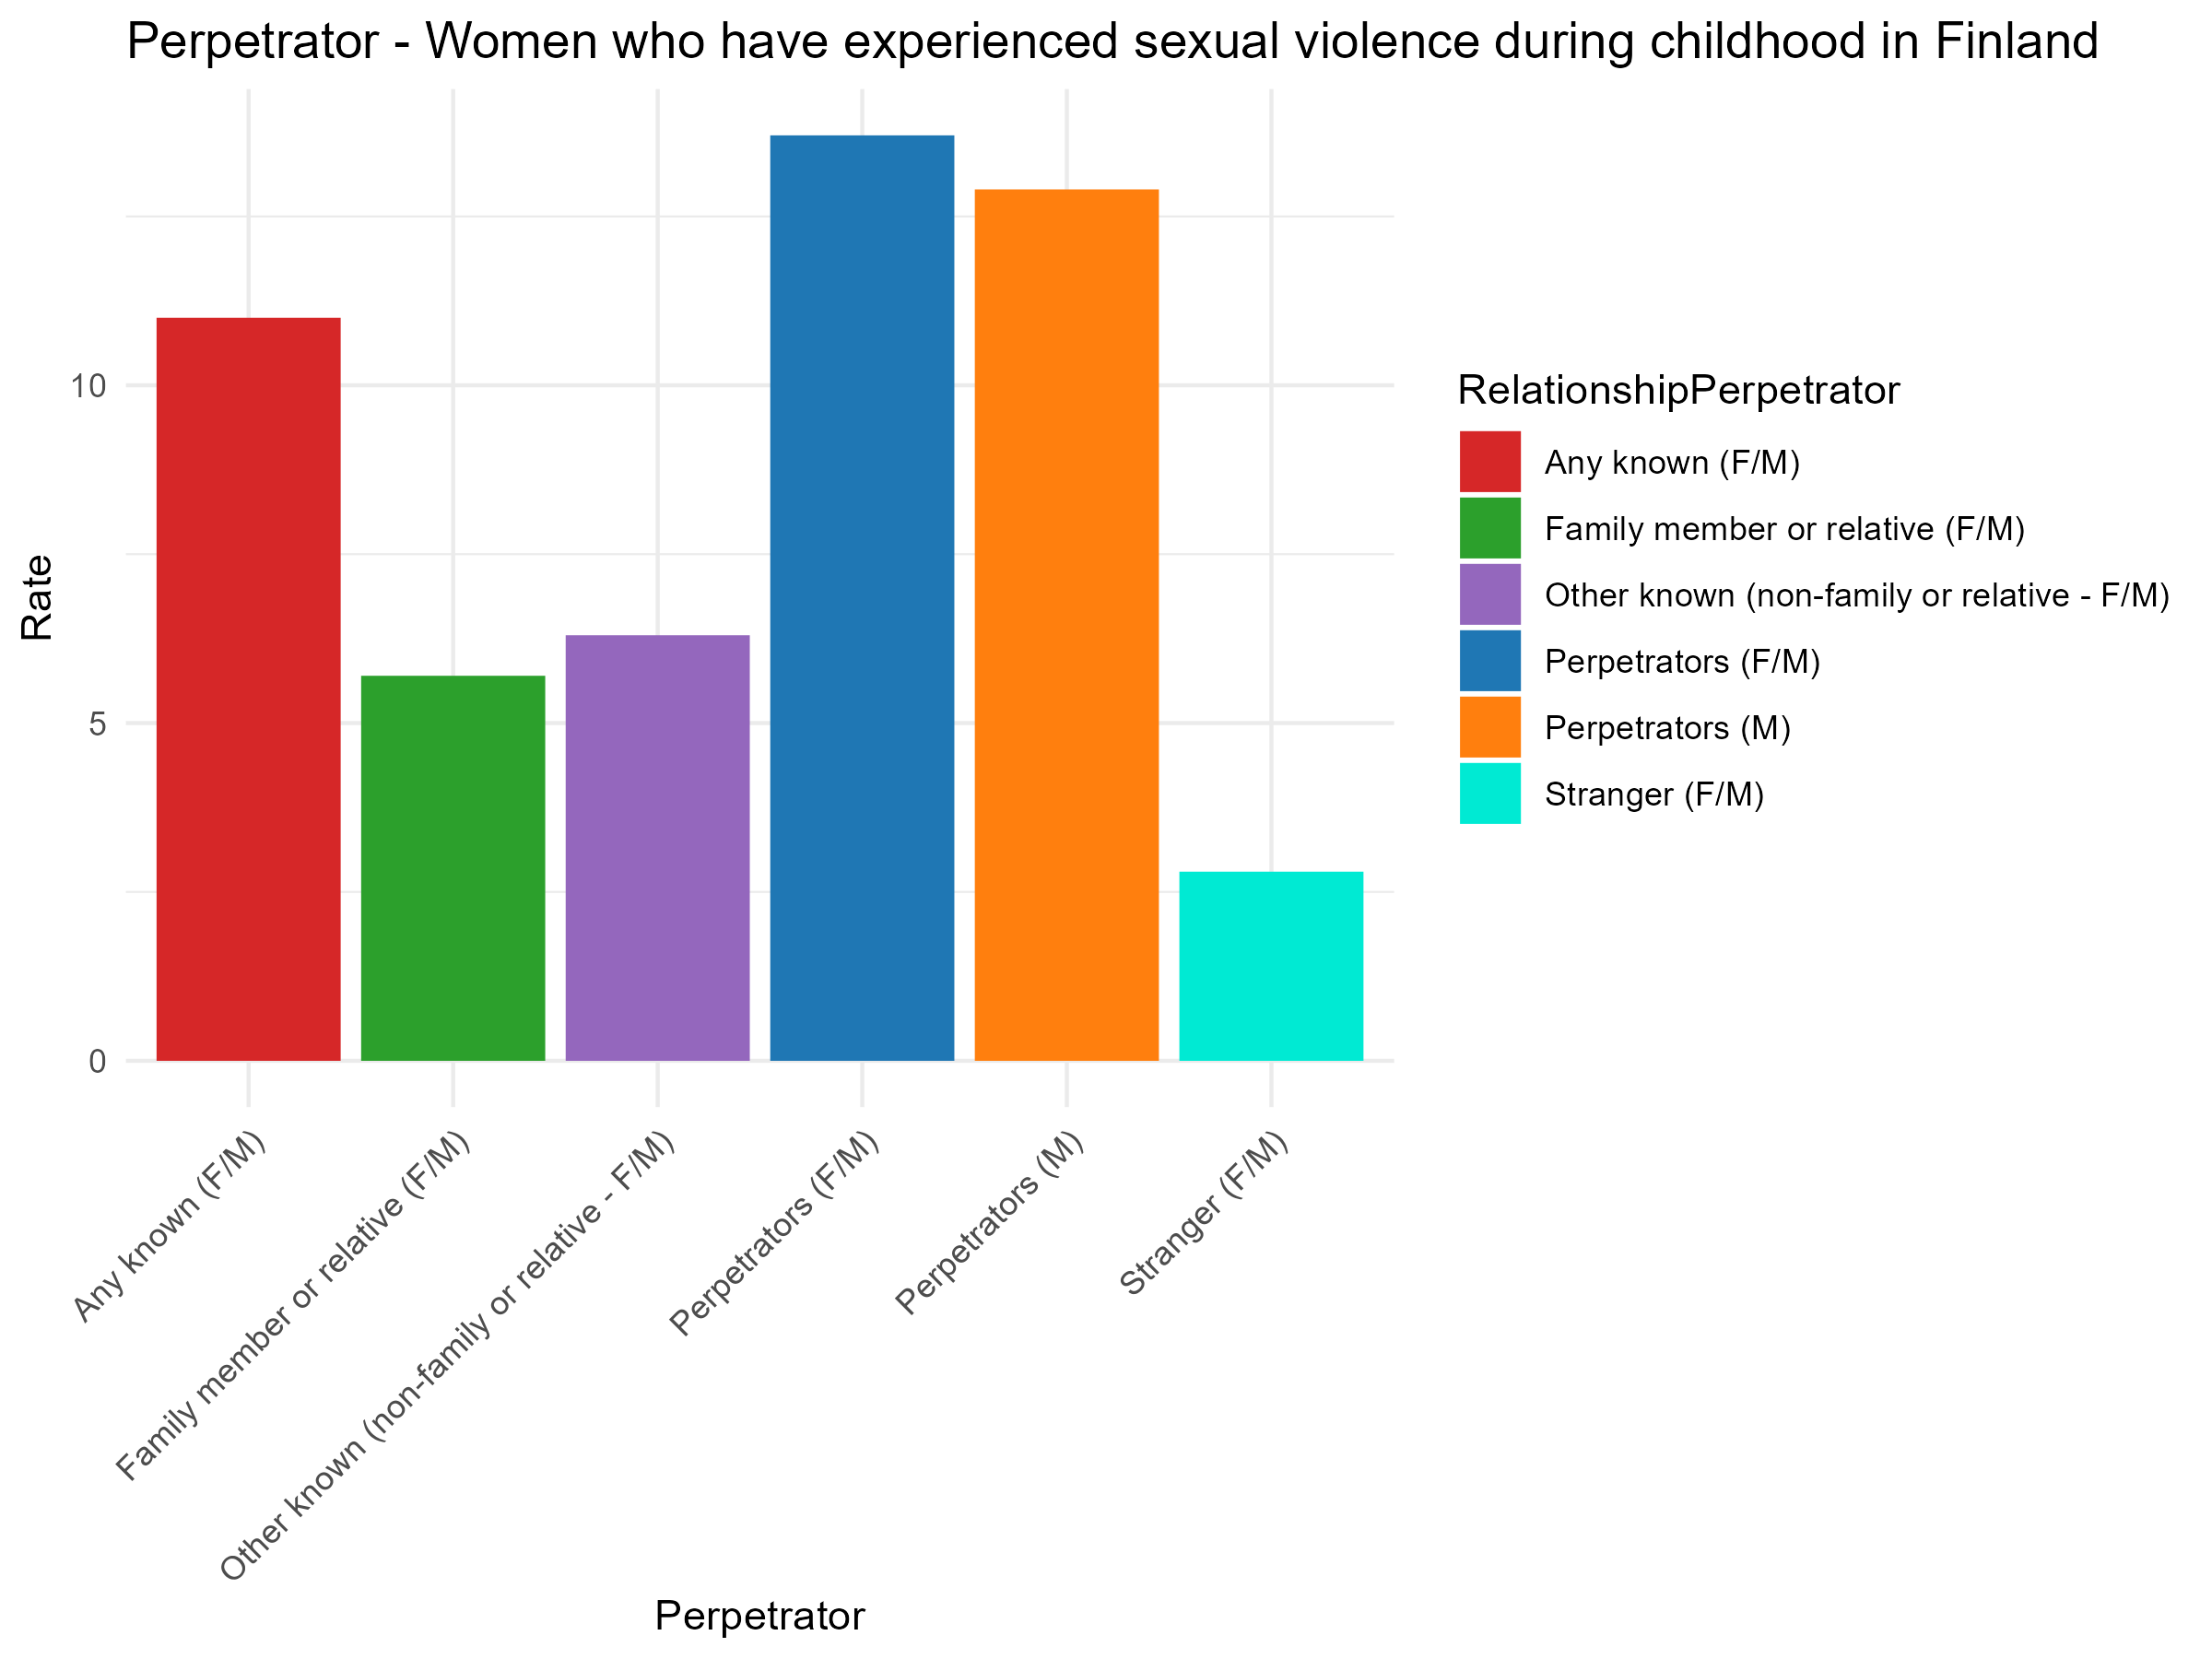 Perpetrator - Women who have experienced sexual violence during childhood in Finland
Rate
10
5
0
Any known (F/M)
Family member or relative (F/M)
Other known (non-family or relative - F/M)
Perpetrators (F/M)
Perpetrators (M)
Stranger (F/M)
Perpetrator
RelationshipPerpetrator
Any known (F/M)
Family member or relative (F/M)
Other known (non-family or relative - F/M)
Perpetrators (F/M)
Perpetrators (M)
Stranger (F/M)